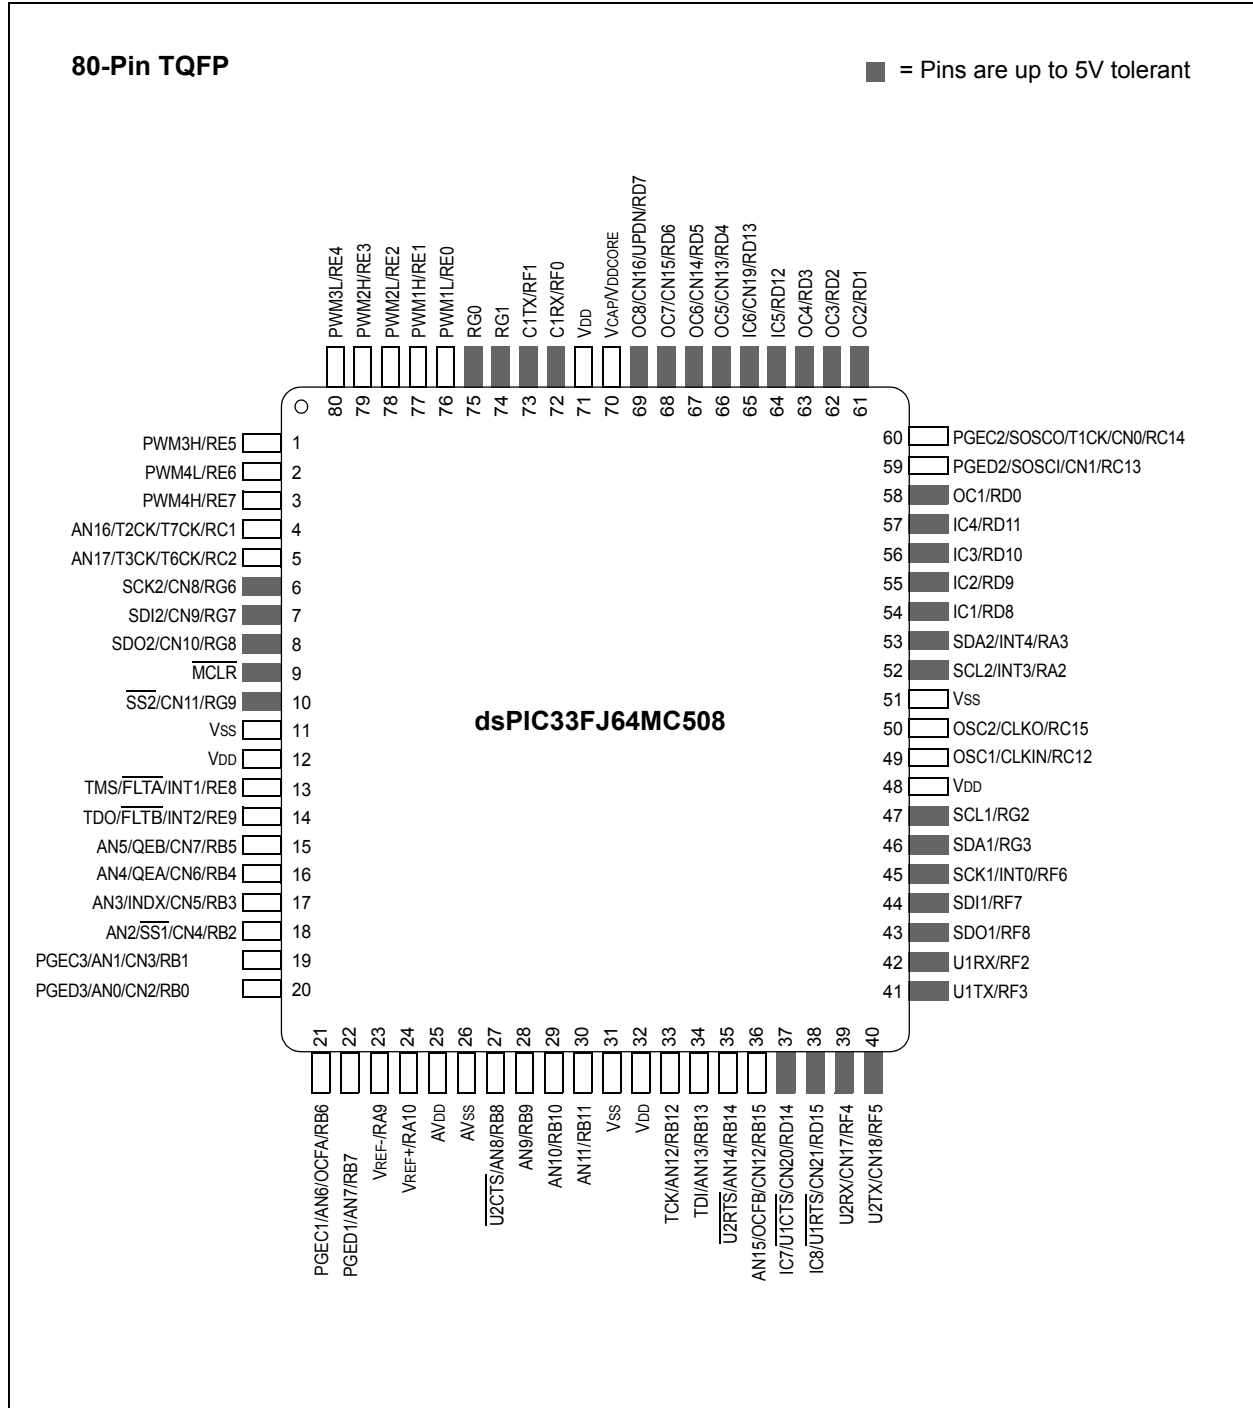 80-Pin TQFP
= Pins are up to 5V tolerant
PWM3L/RE4
PWM2H/RE3
PWM2L/RE2
PWM1H/RE1
PWM1L/RE0
RG0
RG1
C1TX/RF1
C1RX/RF0
VDD
VCAP/VDDCORE
OC8/CN16/UPDN/RD7
OC7/CN15/RD6
OC6/CN14/RD5
OC5/CN13/RD4
IC6/CN19/RD13
IC5/RD12
OC4/RD3
OC3/RD2
OC2/RD1
80
79
78
77
76
75
74
73
72
71
70
69
68
67
66
65
64
63
62
61
PWM3H/RE5 1
PWM4L/RE6 2
PWM4H/RE7 3
AN16/T2CK/T7CK/RC1 4
AN17/T3CK/T6CK/RC2 5
SCK2/CN8/RG6 6
SDI2/CN9/RG7 7
SDO2/CN10/RG8 8
MCLR 9
SS2/CN11/RG9 10
VSS 11
VDD 12
TMS/FLTA/INT1/RE8 13
TDO/FLTB/INT2/RE9 14
AN5/QEB/CN7/RB5 15
AN4/QEA/CN6/RB4 16
AN3/INDX/CN5/RB3 17
AN2/SS1/CN4/RB2 18
PGEC3/AN1/CN3/RB1 19
PGED3/AN0/CN2/RB0 20
dsPIC33FJ64MC508
60 PGEC2/SOSCO/T1CK/CN0/RC14
59 PGED2/SOSCI/CN1/RC13
58 OC1/RD0
57 IC4/RD11
56 IC3/RD10
55 IC2/RD9
54 IC1/RD8
53 SDA2/INT4/RA3
52 SCL2/INT3/RA2
51 VSS
50 OSC2/CLKO/RC15
49 OSC1/CLKIN/RC12
48 VDD
47 SCL1/RG2
46 SDA1/RG3
45 SCK1/INT0/RF6
44 SDI1/RF7
43 SDO1/RF8
42 U1RX/RF2
41 U1TX/RF3
21
22
23
24
25
26
27
28
29
30
31
32
33
34
35
36
37
38
39
40
PGEC1/AN6/OCFA/RB6
PGED1/AN7/RB7
VREF-/RA9
VREF+/RA10
AVDD
AVSS
U2CTS/AN8/RB8
AN9/RB9
AN10/RB10
AN11/RB11
VSS
VDD
TCK/AN12/RB12
TDI/AN13/RB13
U2RTS/AN14/RB14
AN15/OCFB/CN12/RB15
IC7/U1CTS/CN20/RD14
IC8/U1RTS/CN21/RD15
U2RX/CN17/RF4
U2TX/CN18/RF5